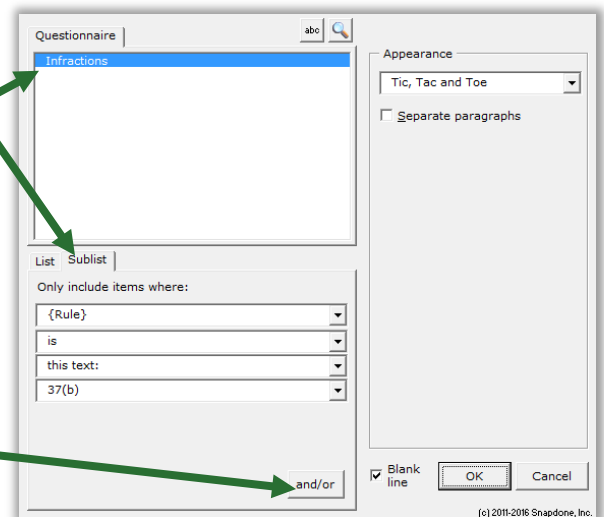 Questionnaire
abc
Infractions
List
Sublist
Only include items where:
{Rule}
is
this text:
37(b)
and/or
Appearance
Tic, Tac and Toe
Separate paragraphs
Blank
line
OK
Cancel
(c) 2011-2016 Snapdone, Inc.